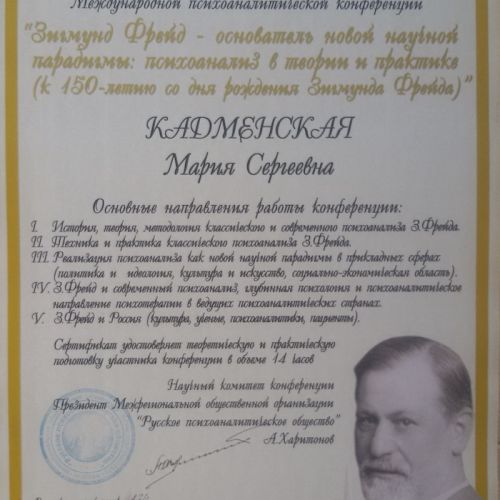 Международной психоаналитической конференции
"Зигмунд Фрейд - основатель новой научной
парадигмы: психоанализ в теории и практике
(к 150-летию со дня рождения Зигмунда Фрейда)"
КАДМЕНСКАЯ
Мария Сергеевна
Основные направления работы конференции:
I. История, теория, методология классического и современного психоанализа З.Фрейда.
II. Техника и практика классического психоанализа З.Фрейда.
III. Реализация психоанализа как новой научной парадигмы в прикладных сферах
(политика и идеология, культура и искусство, социально-экономическая область).
IV. З.Фрейд и современный психоанализ, глубинная психология и психоаналитическое
направление психотерапии в ведущих психоаналитических странах.
V. З.Фрейд и Россия (культура, ученые, психоаналитики, пациенты).
Сертификат удостоверяет теоретическую и практическую
подготовку участника конференции в объеме 14 часов
Научный комитет конференции
Президент Межрегиональной общественной организации
"Русское психоаналитическое общество"
А.Харитонов